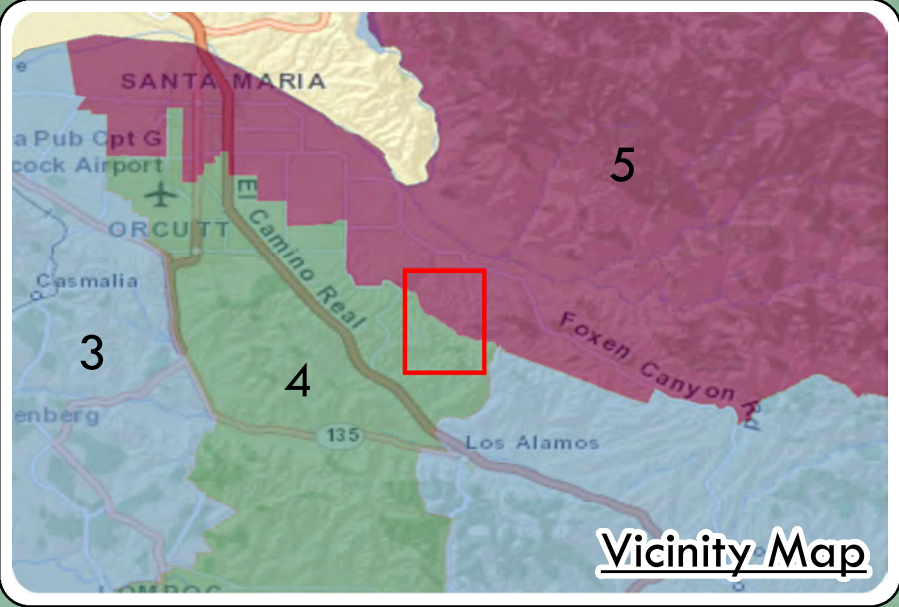 SANTA MARIA
e
a Pub Cpt G
cock Airport
5
El Camino Real
ORCUTT
Casmalia
3
4
Foxen Canyon Rd
enberg
135
Los Alamos
Vicinity Map
LOMPOC